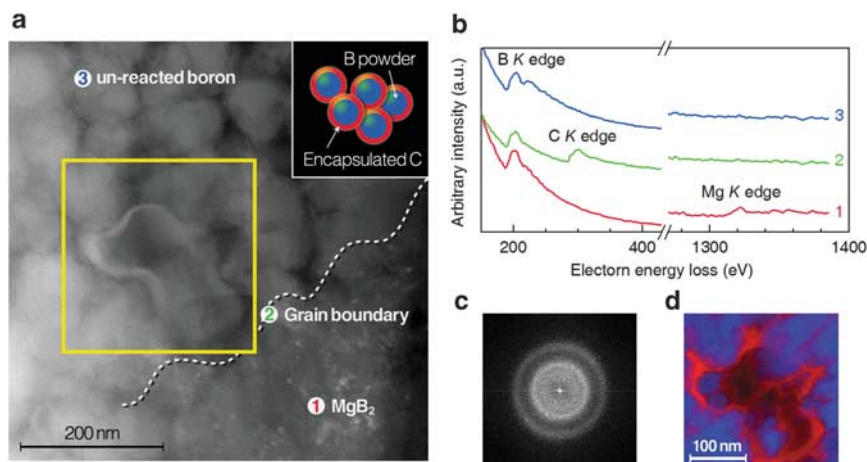 a
③ un-reacted boron
B powder
Encapsulated C
② Grain boundary
① MgB₂
200 nm
b
B K edge
C K edge
Mg K edge
3
2
1
Arbitrary intensity (a.u.)
200 400 1300 1400
Electorn energy loss (eV)
c
d
100 nm